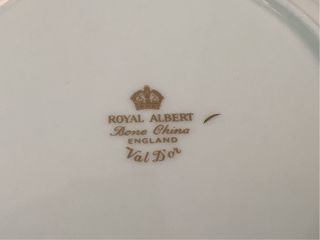 ROYAL ALBERT
Bone China
ENGLAND
Val D'or